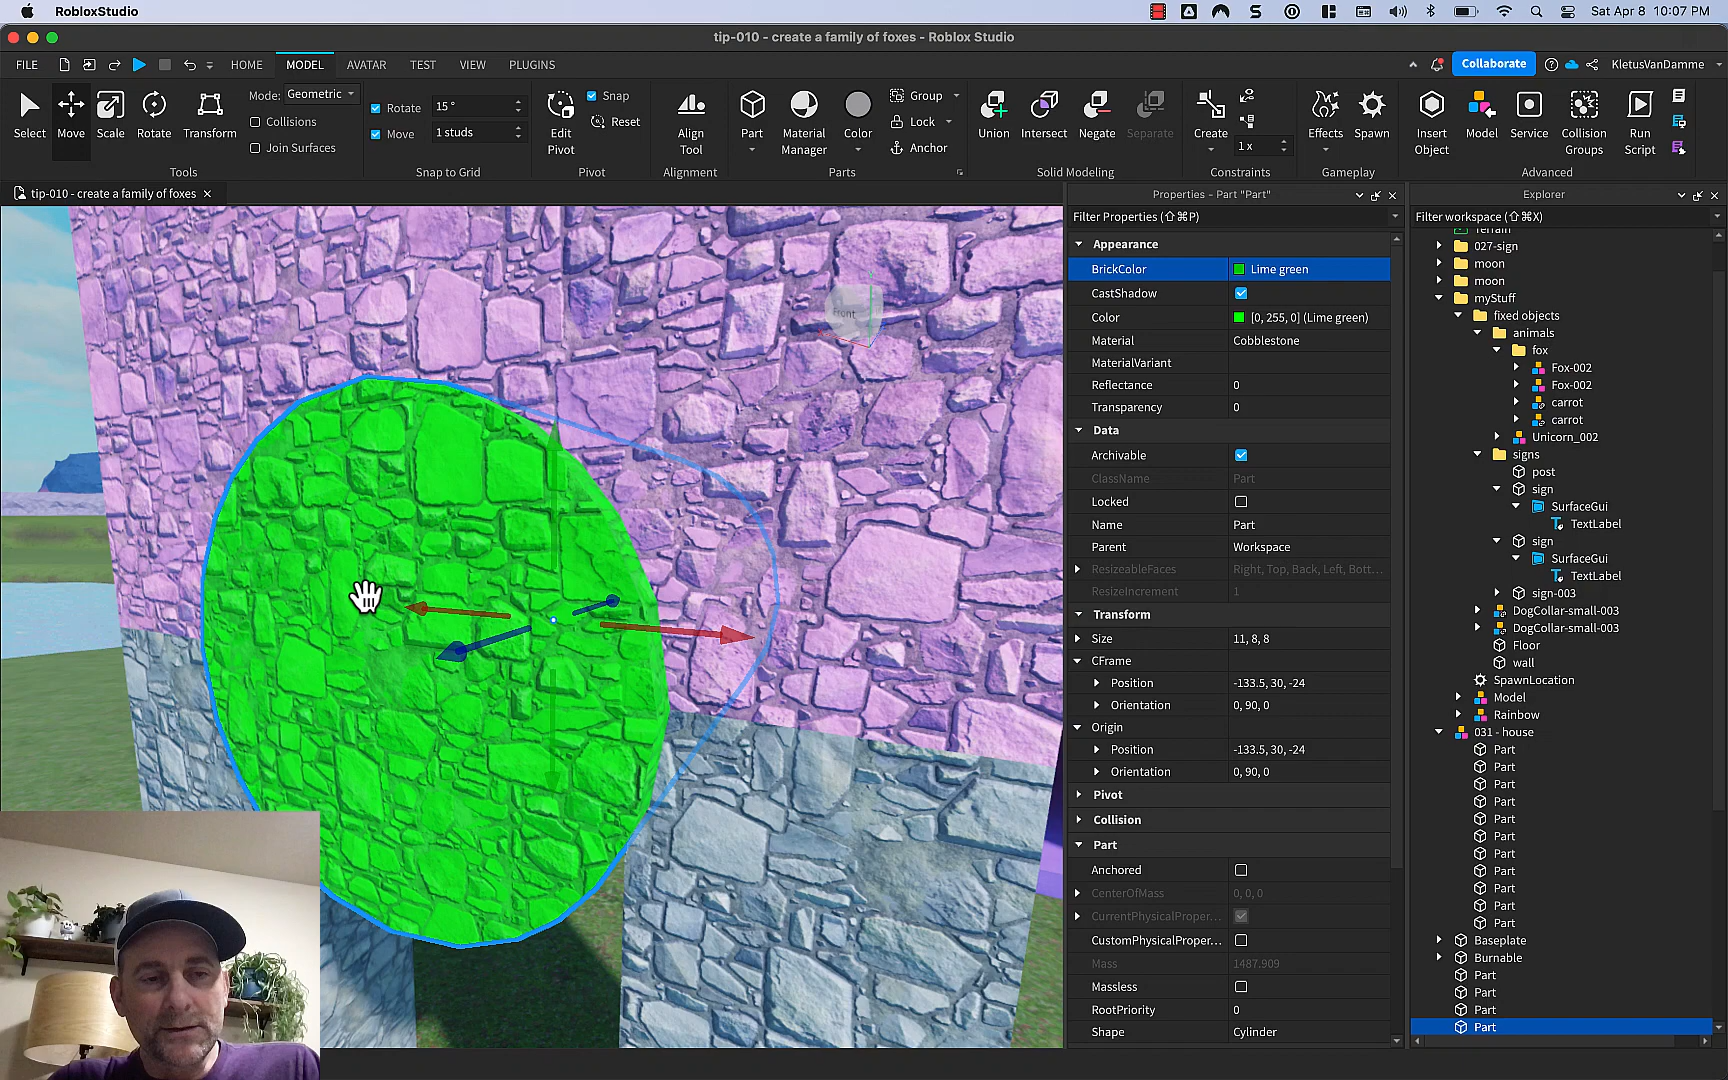 RobloxStudio
Sat Apr 8 10:07 PM
tip-010 - create a family of foxes - Roblox Studio
FILE HOME MODEL AVATAR TEST VIEW PLUGINS
Collaborate
KletusVanDamme
Select Move Scale Rotate Transform
Mode: Geometric
Collisions
Join Surfaces
Tools
Rotate 15 °
Move 1 studs
Snap to Grid
Edit Pivot
Snap
Reset
Pivot
Align Tool
Alignment
Part
Material Manager
Color
Group
Lock
Anchor
Parts
Union Intersect Negate Separate
Solid Modeling
Create
1 x
Constraints
Effects Spawn
Gameplay
Insert Object
Model
Service
Collision Groups
Run Script
Advanced
tip-010 - create a family of foxes
Front
Properties - Part "Part"
Filter Properties (⇧⌘P)
Appearance
BrickColor Lime green
CastShadow
Color [0, 255, 0] (Lime green)
Material Cobblestone
MaterialVariant
Reflectance 0
Transparency 0
Data
Archivable
ClassName Part
Locked
Name Part
Parent Workspace
ResizeableFaces Right, Top, Back, Left, Bott...
ResizeIncrement 1
Transform
Size 11, 8, 8
CFrame
Position -133.5, 30, -24
Orientation 0, 90, 0
Origin
Position -133.5, 30, -24
Orientation 0, 90, 0
Pivot
Collision
Part
Anchored
CenterOfMass 0, 0, 0
CurrentPhysicalProper...
CustomPhysicalProper...
Mass 1487.909
Massless
RootPriority 0
Shape Cylinder
Explorer
Filter workspace (⇧⌘X)
Terrain
027-sign
moon
moon
myStuff
fixed objects
animals
fox
Fox-002
Fox-002
carrot
carrot
Unicorn_002
signs
post
sign
SurfaceGui
TextLabel
sign
SurfaceGui
TextLabel
sign-003
DogCollar-small-003
DogCollar-small-003
Floor
wall
SpawnLocation
Model
Rainbow
031 - house
Part
Part
Part
Part
Part
Part
Part
Part
Part
Part
Part
Baseplate
Burnable
Part
Part
Part
Part